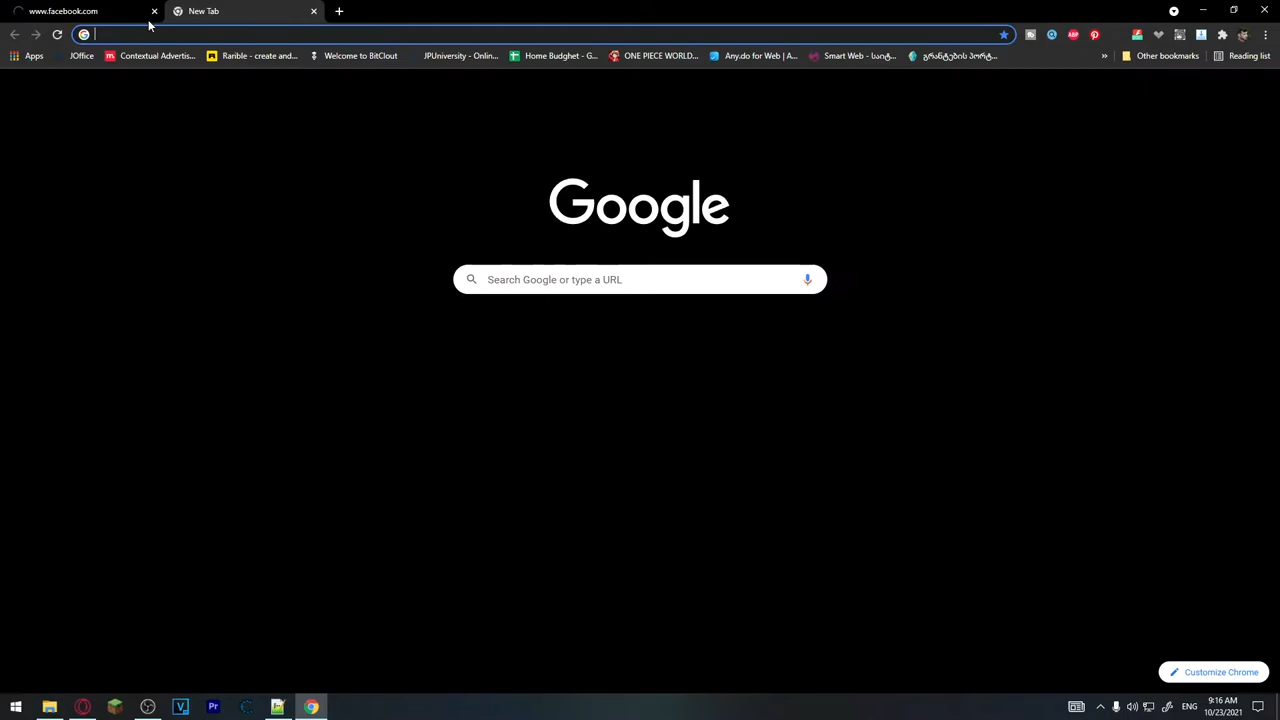 www.facebook.com
New Tab
Apps
JOffice
Contextual Advertis...
Rarible - create and...
Welcome to BitClout
JPUniversity - Onlin...
Home Budghet - G...
ONE PIECE WORLD...
Any.do for Web | A...
Smart Web - საიტ...
გრანტების პორტ...
»
Other bookmarks
Reading list
Google
Search Google or type a URL
Customize Chrome
ENG
9:16 AM
10/23/2021